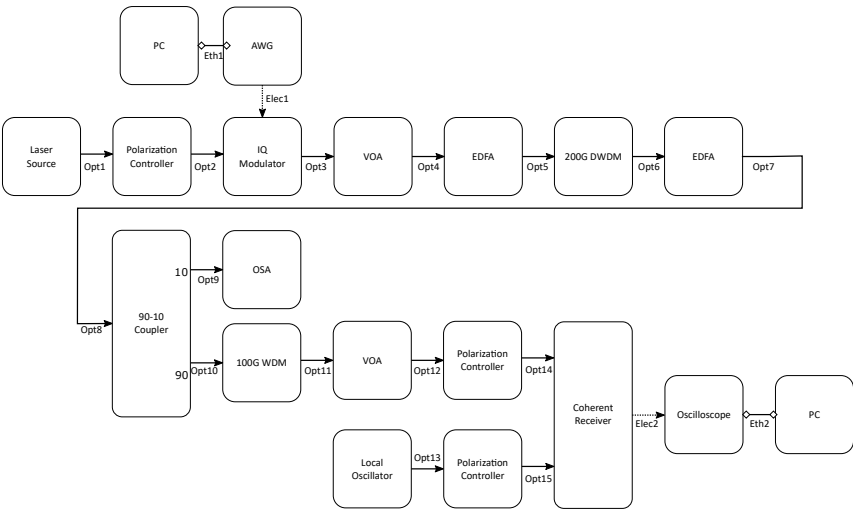 PC
Eth1
AWG
Elec1
Laser
Source
Opt1
Polarization
Controller
Opt2
IQ
Modulator
Opt3
VOA
Opt4
EDFA
Opt5
200G DWDM
Opt6
EDFA
Opt7
Opt8
90-10
Coupler
10
90
Opt9
OSA
Opt10
100G WDM
Opt11
VOA
Opt12
Polarization
Controller
Opt14
Local
Oscillator
Opt13
Polarization
Controller
Opt15
Coherent
Receiver
Elec2
Oscilloscope
Eth2
PC